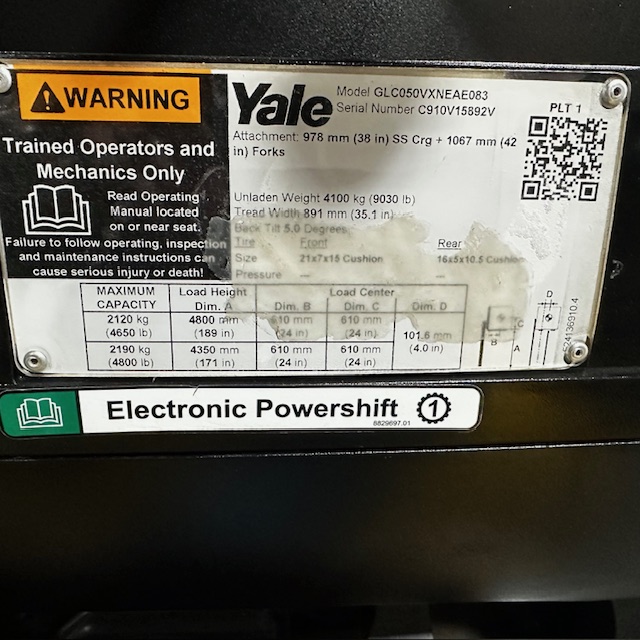 WARNING
Trained Operators and
Mechanics Only
Read Operating
Manual located
on or near seat.
Failure to follow operating, inspection
and maintenance instructions can
cause serious injury or death!
Yale
Model GLC050VXNEAE083
Serial Number C910V15892V
PLT 1
Attachment: 978 mm (38 in) SS Crg + 1067 mm (42
in) Forks
Unladen Weight 4100 kg (9030 lb)
Tread Width 891 mm (35.1 in)
Back Tilt 5.0 Degrees
Tire Front Rear
Size 21x7x15 Cushion 16x5x10.5 Cushion
Pressure --- ---
MAXIMUM CAPACITY Load Height Dim. A Load Center Dim. B Dim. C Dim. D
2120 kg 4800 mm 610 mm 610 mm
(4650 lb) (189 in) (24 in) (24 in)
101.6 mm
(4.0 in)
2190 kg 4350 mm 610 mm 610 mm
(4800 lb) (171 in) (24 in) (24 in)
D
C
B
A
Electronic Powershift 1
8829697.01